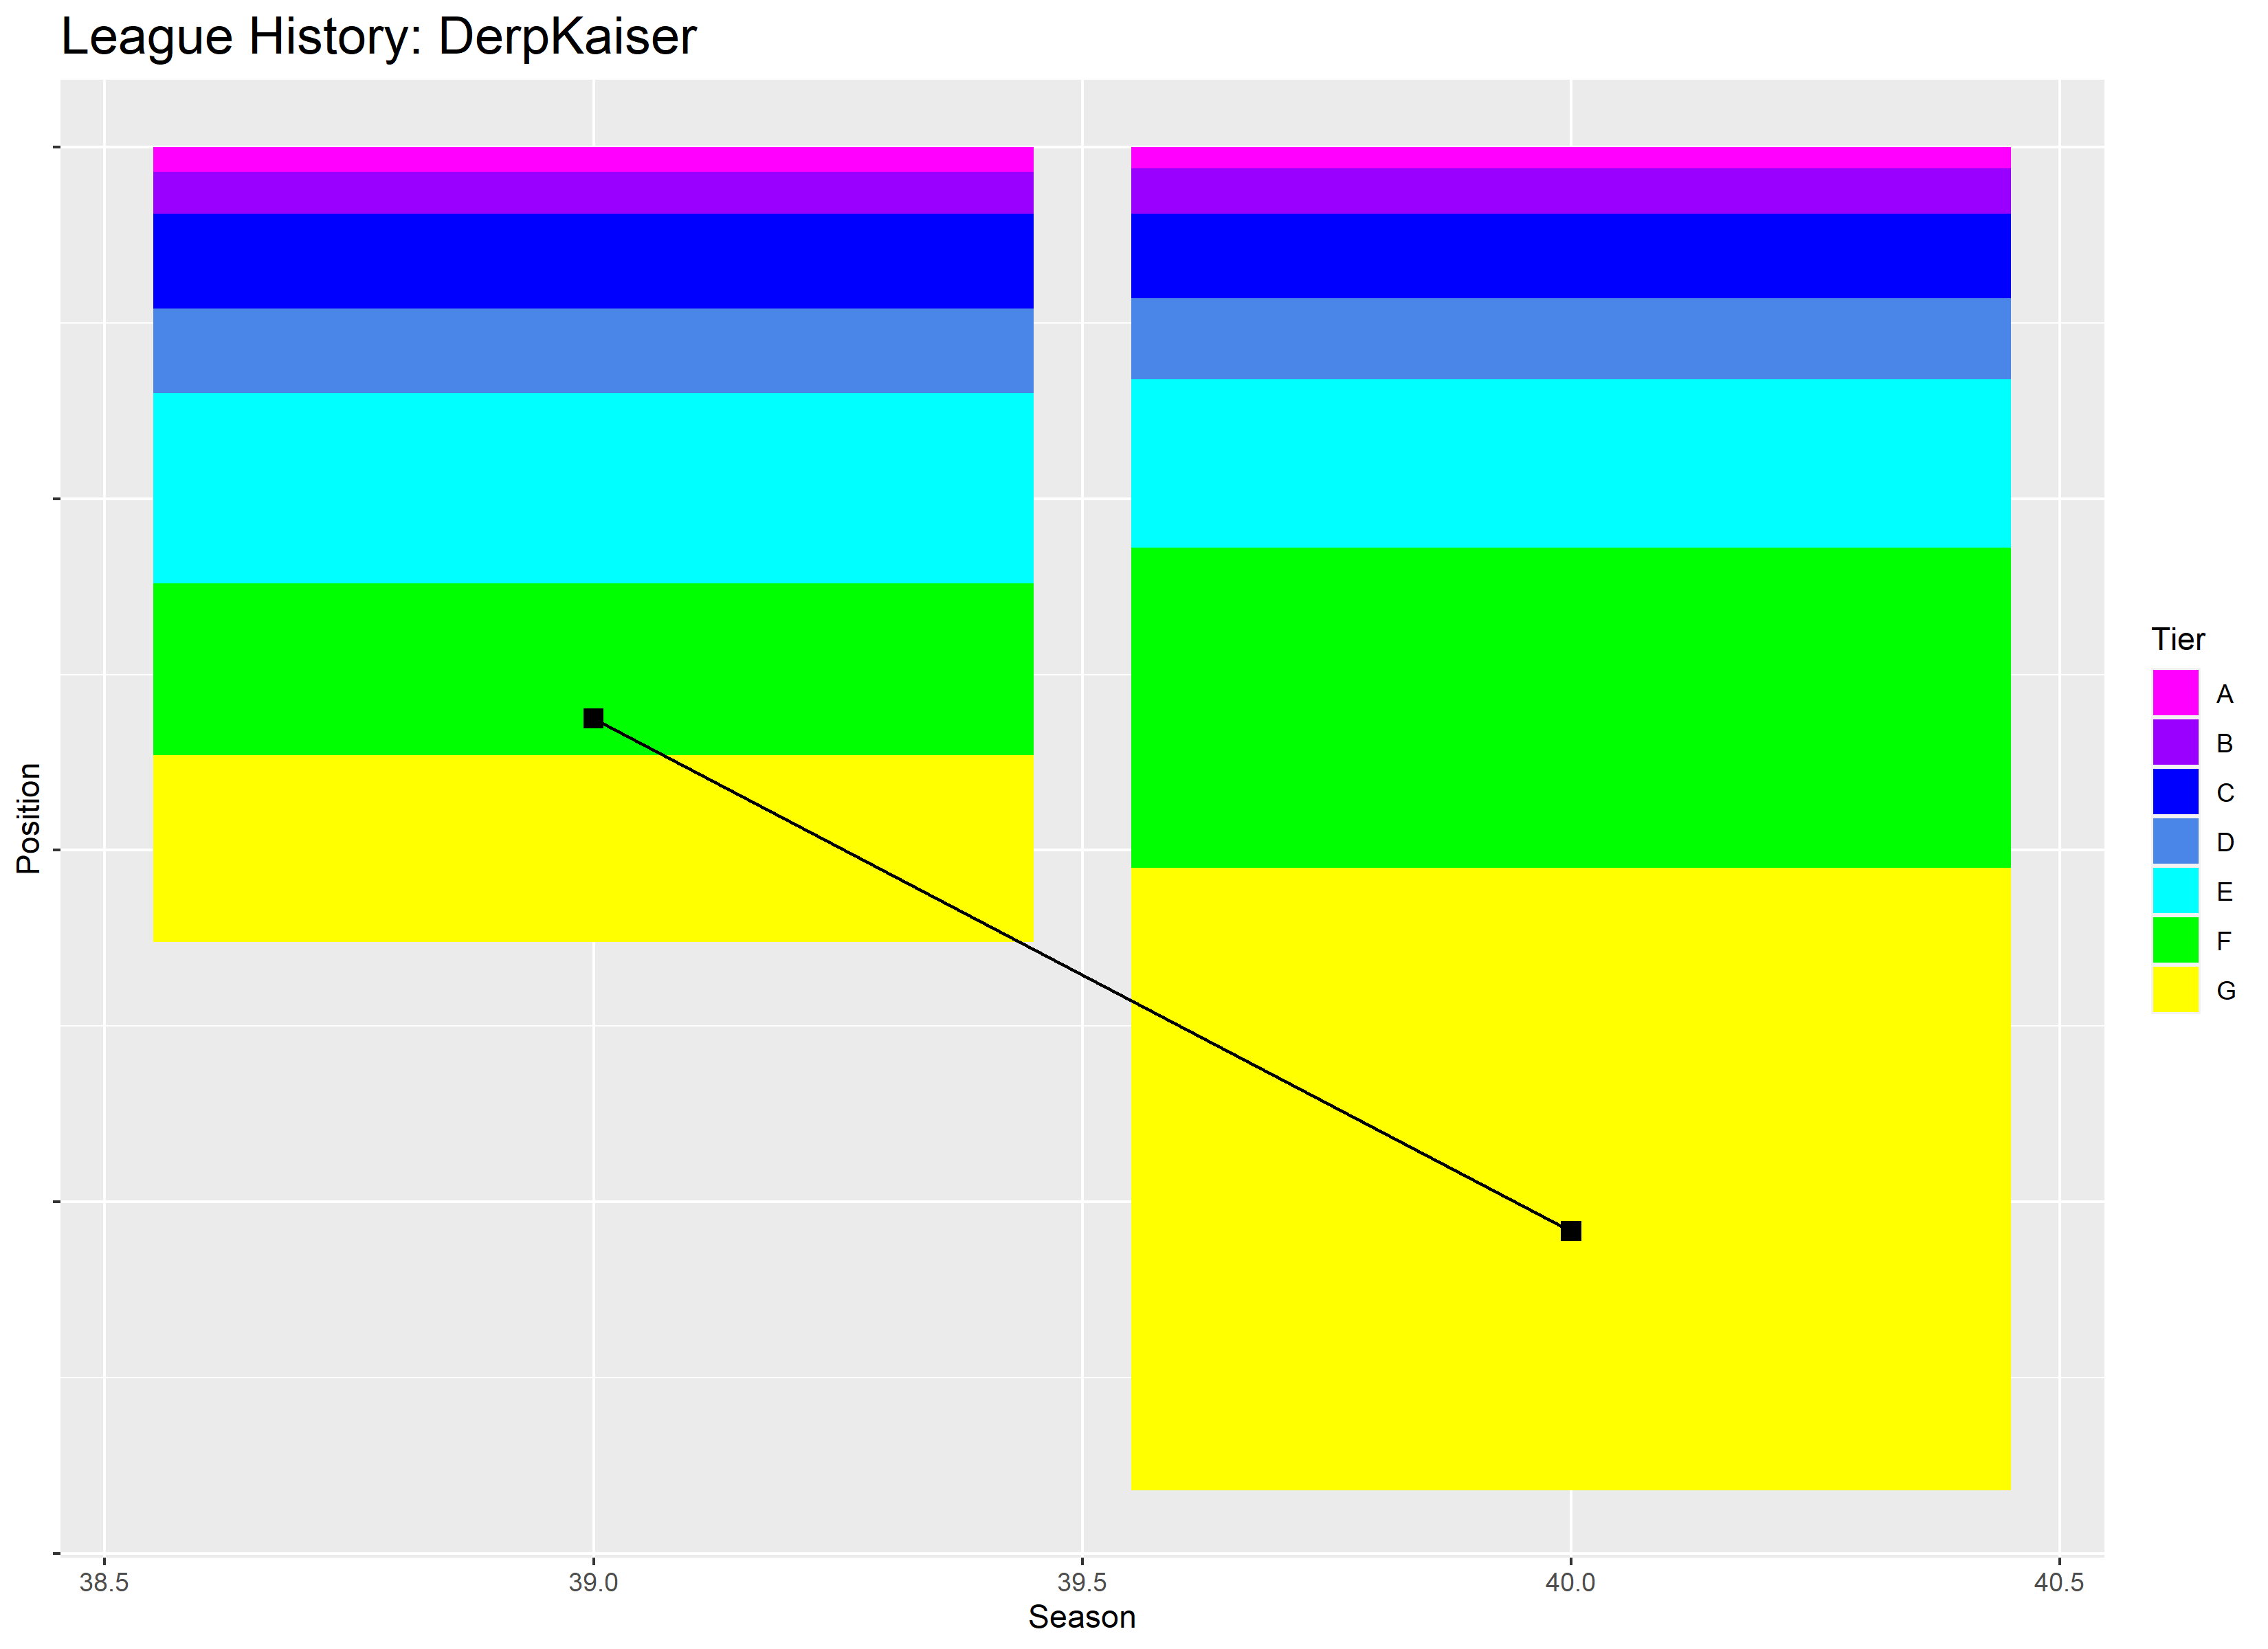 League History: DerpKaiser
Position
Tier
A
B
C
D
E
F
G
38.5
39.0
39.5
40.0
40.5
Season